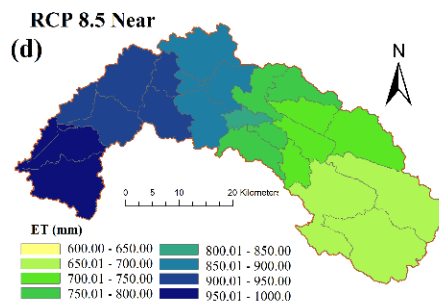 RCP 8.5 Near
(d)
N
0 5 10 20 Kilometers
ET (mm)
600.00 - 650.00
650.01 - 700.00
700.01 - 750.00
750.01 - 800.00
800.01 - 850.00
850.01 - 900.00
900.01 - 950.00
950.01 - 1000.0